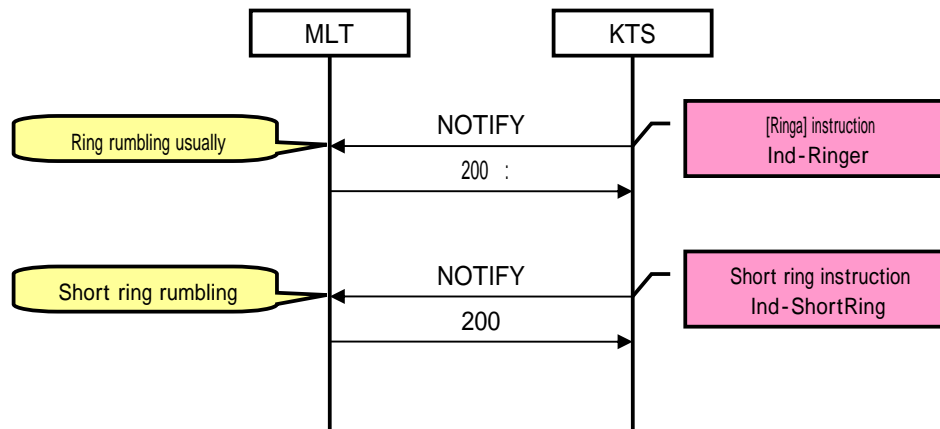 MLT
KTS
Ring rumbling usually
NOTIFY
[Ringa] instruction
Ind-Ringer
200 :
Short ring rumbling
NOTIFY
Short ring instruction
Ind-ShortRing
200